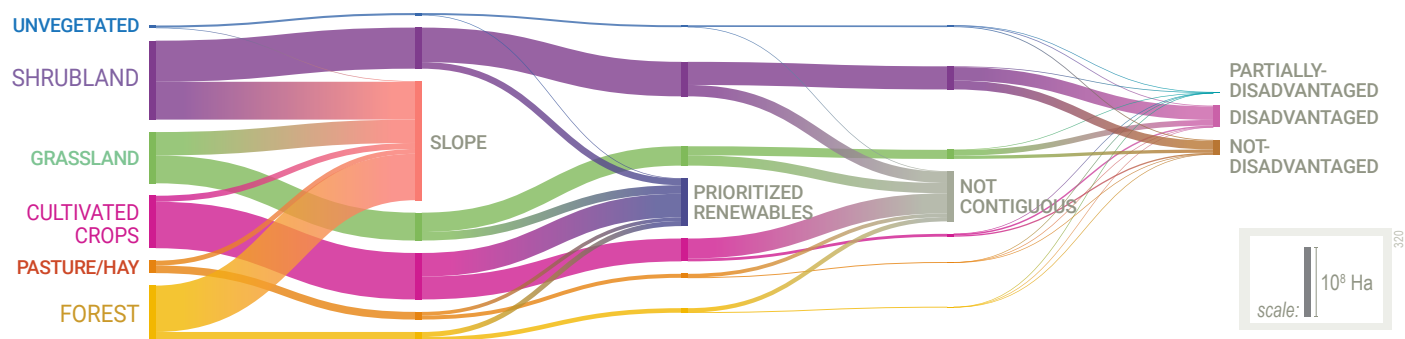 UNVEGETATED
SHRUBLAND
GRASSLAND
CULTIVATED
CROPS
PASTURE/HAY
FOREST
SLOPE
PRIORITIZED
RENEWABLES
NOT
CONTIGUOUS
PARTIALLY-
DISADVANTAGED
DISADVANTAGED
NOT-
DISADVANTAGED
10⁸ Ha
scale:
320